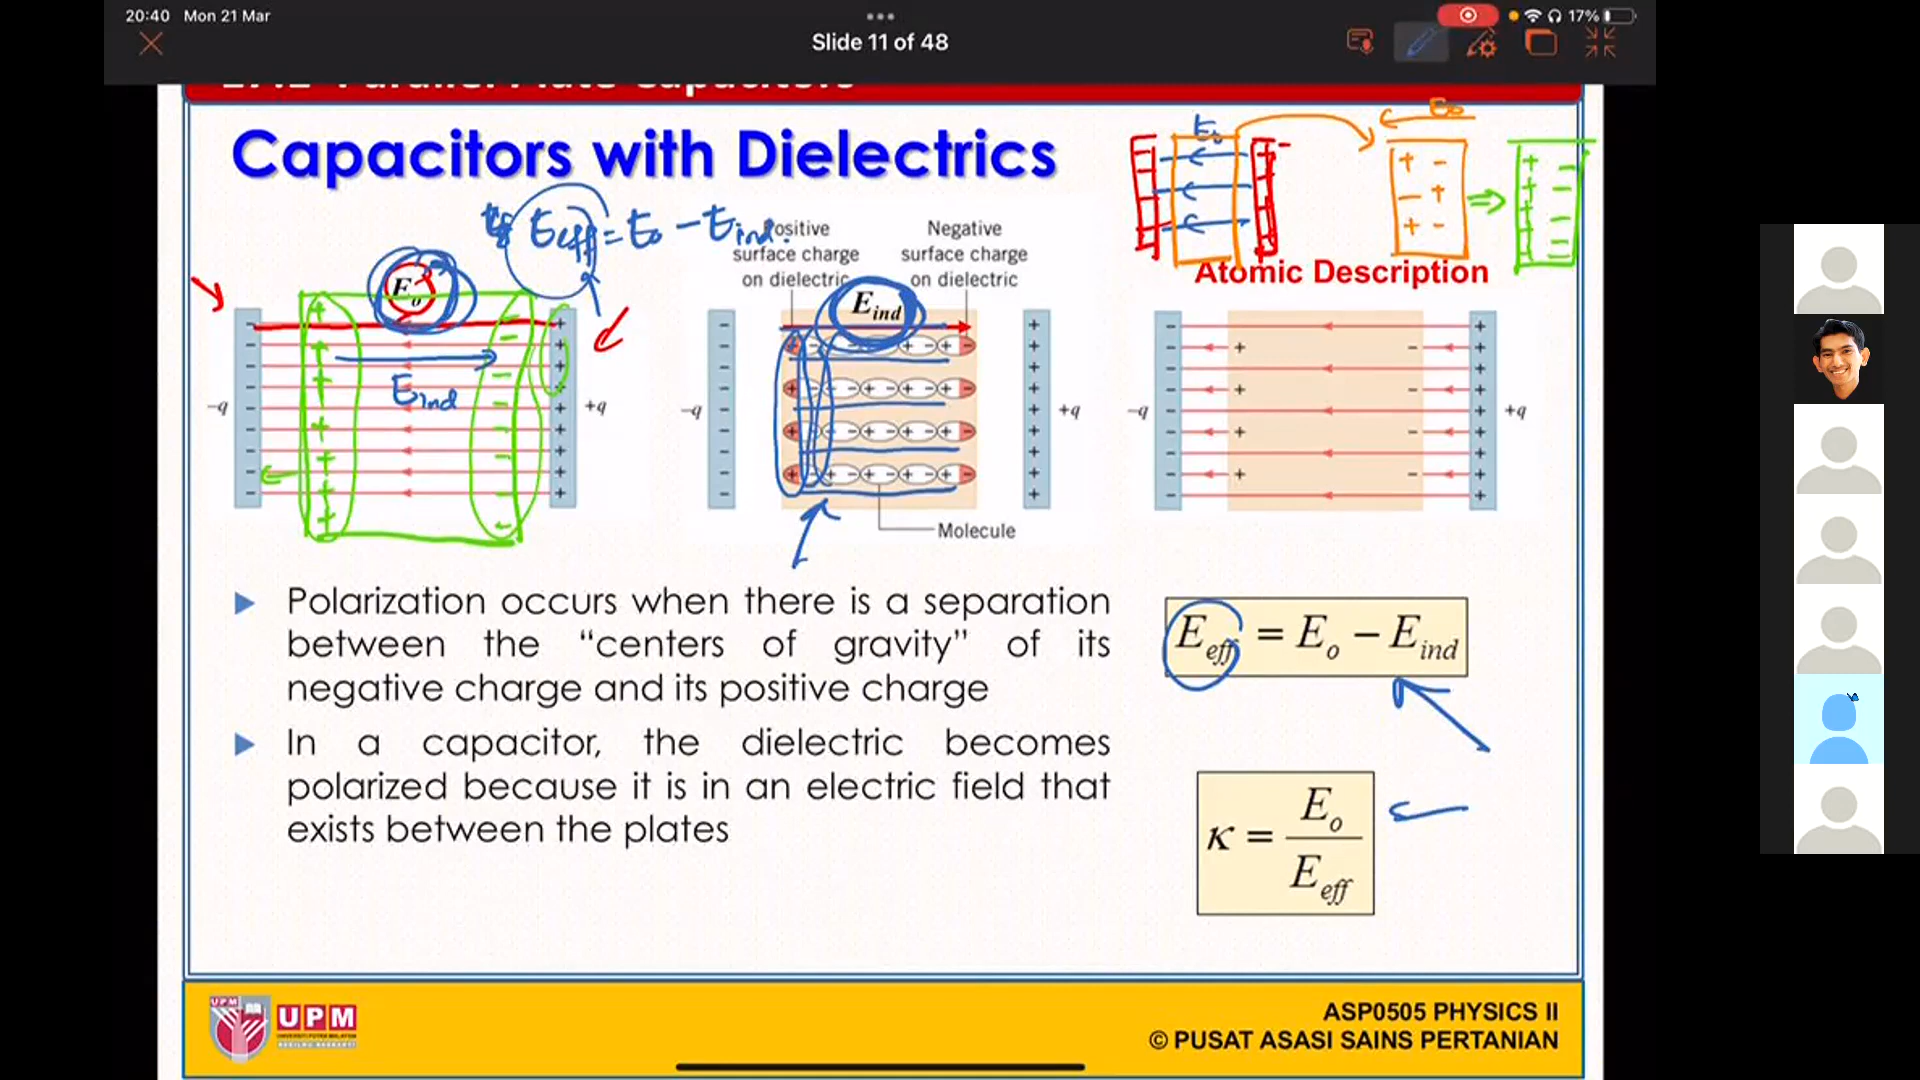 20:40 Mon 21 Mar
17%
Slide 11 of 48
Capacitors with Dielectrics
E₀
E₀
+ -
- +
+ -
Eeff = E₀ - Eind.
Positive
surface charge
on dielectric
Negative
surface charge
on dielectric
Atomic Description
Eo
Eind
Eind
-q
+q
-q
+q
-q
+q
Molecule
Polarization occurs when there is a separation
between the “centers of gravity” of its
negative charge and its positive charge
In a capacitor, the dielectric becomes
polarized because it is in an electric field that
exists between the plates
Eeff = Eo − Eind
κ = Eo / Eeff
UPM
UPM
ASP0505 PHYSICS II
© PUSAT ASASI SAINS PERTANIAN